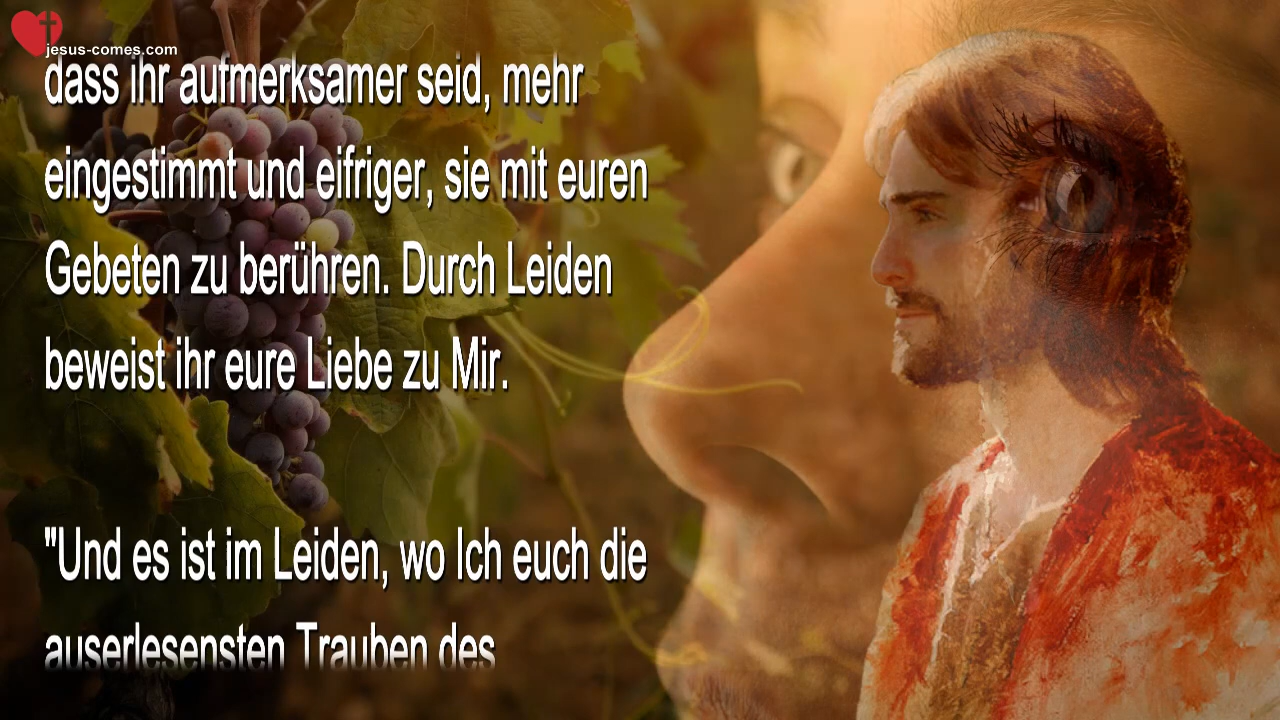 jesus-comes.com
dass ihr aufmerksamer seid, mehr
eingestimmt und eifriger, sie mit euren
Gebeten zu berühren. Durch Leiden
beweist ihr eure Liebe zu Mir.
"Und es ist im Leiden, wo Ich euch die
auserlesensten Trauben des